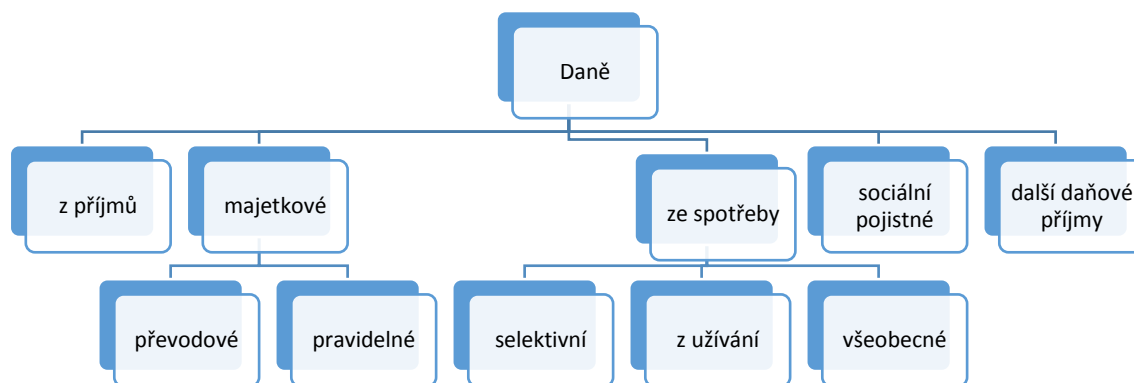 Daně
z příjmů
majetkové
ze spotřeby
sociální
pojistné
další daňové
příjmy
převodové
pravidelné
selektivní
z užívání
všeobecné